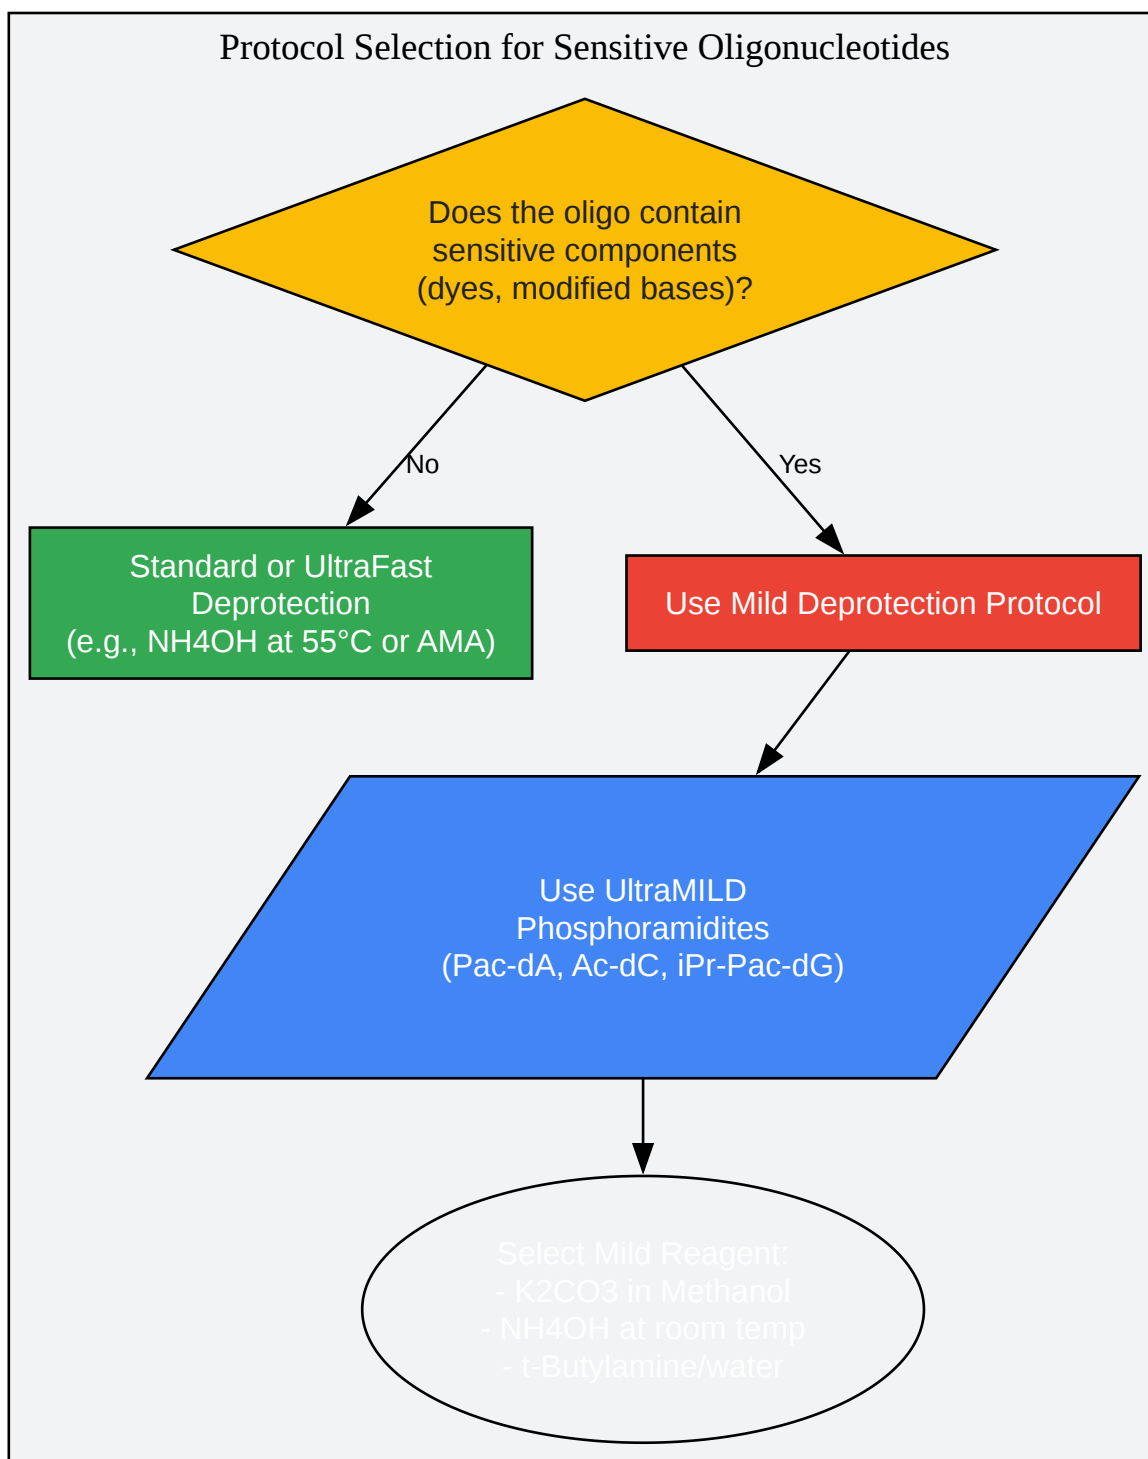 Protocol Selection for Sensitive Oligonucleotides
Does the oligo contain
sensitive components
(dyes, modified bases)?
No
Yes
Standard or UltraFast
Deprotection
(e.g., NH4OH at 55°C or AMA)
Use Mild Deprotection Protocol
Use UltraMILD
Phosphoramidites
(Pac-dA, Ac-dC, iPr-Pac-dG)
Select Mild Reagent:
- K2CO3 in Methanol
- NH4OH at room temp
- t-Butylamine/water